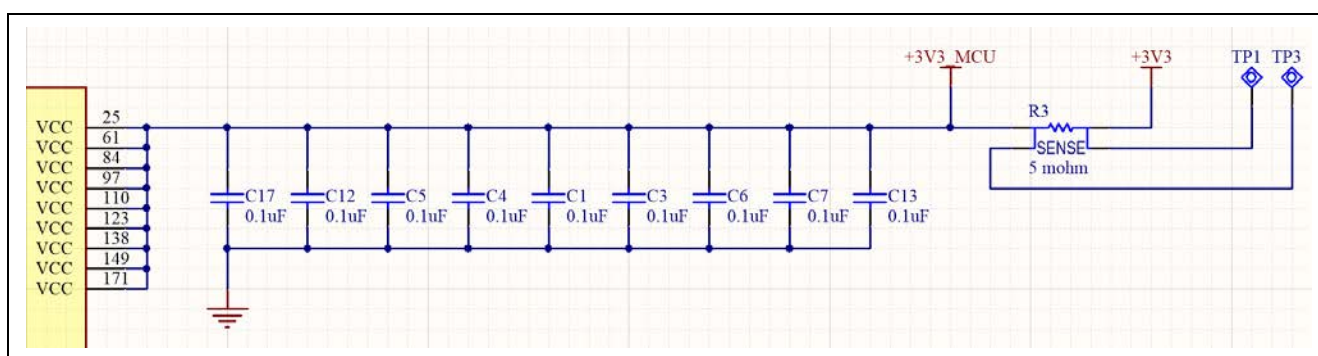 +3V3_MCU +3V3 TP1 TP3
R3
VCC 25
VCC 61
VCC 84
VCC 97
VCC 110
VCC 123
VCC 138
VCC 149
VCC 171
SENSE
5 mohm
C17 C12 C5 C4 C1 C3 C6 C7 C13
0.1uF 0.1uF 0.1uF 0.1uF 0.1uF 0.1uF 0.1uF 0.1uF 0.1uF